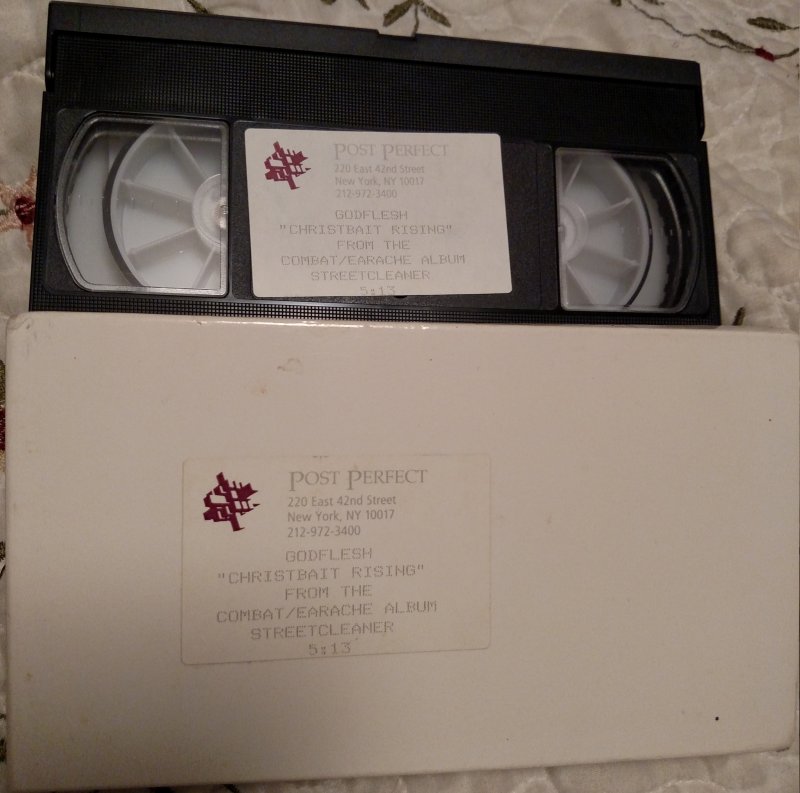 POST PERFECT
220 East 42nd Street
New York, NY 10017
212-972-3400
GODFLESH
"CHRISTBAIT RISING"
FROM THE
COMBAT/EARACHE ALBUM
STREETCLEANER
5:13
POST PERFECT
220 East 42nd Street
New York, NY 10017
212-972-3400
GODFLESH
"CHRISTBAIT RISING"
FROM THE
COMBAT/EARACHE ALBUM
STREETCLEANER
5:13